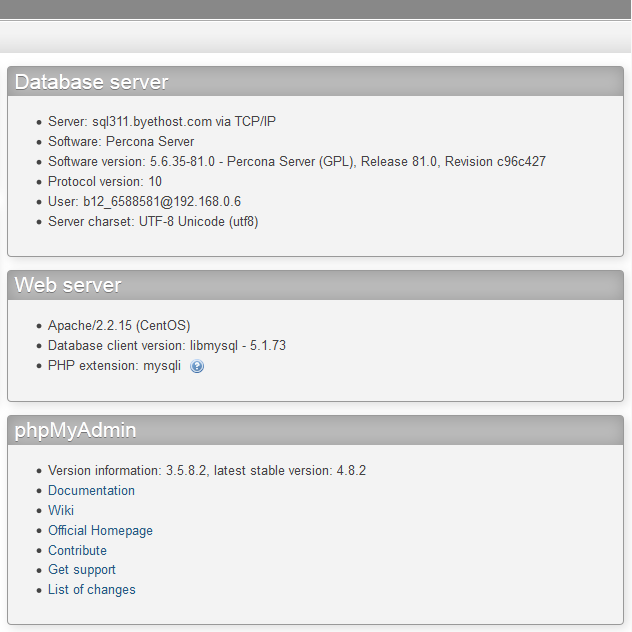 Database server
Server: sql311.byethost.com via TCP/IP
Software: Percona Server
Software version: 5.6.35-81.0 - Percona Server (GPL), Release 81.0, Revision c96c427
Protocol version: 10
User: b12_6588581@192.168.0.6
Server charset: UTF-8 Unicode (utf8)
Web server
Apache/2.2.15 (CentOS)
Database client version: libmysql - 5.1.73
PHP extension: mysqli
phpMyAdmin
Version information: 3.5.8.2, latest stable version: 4.8.2
Documentation
Wiki
Official Homepage
Contribute
Get support
List of changes